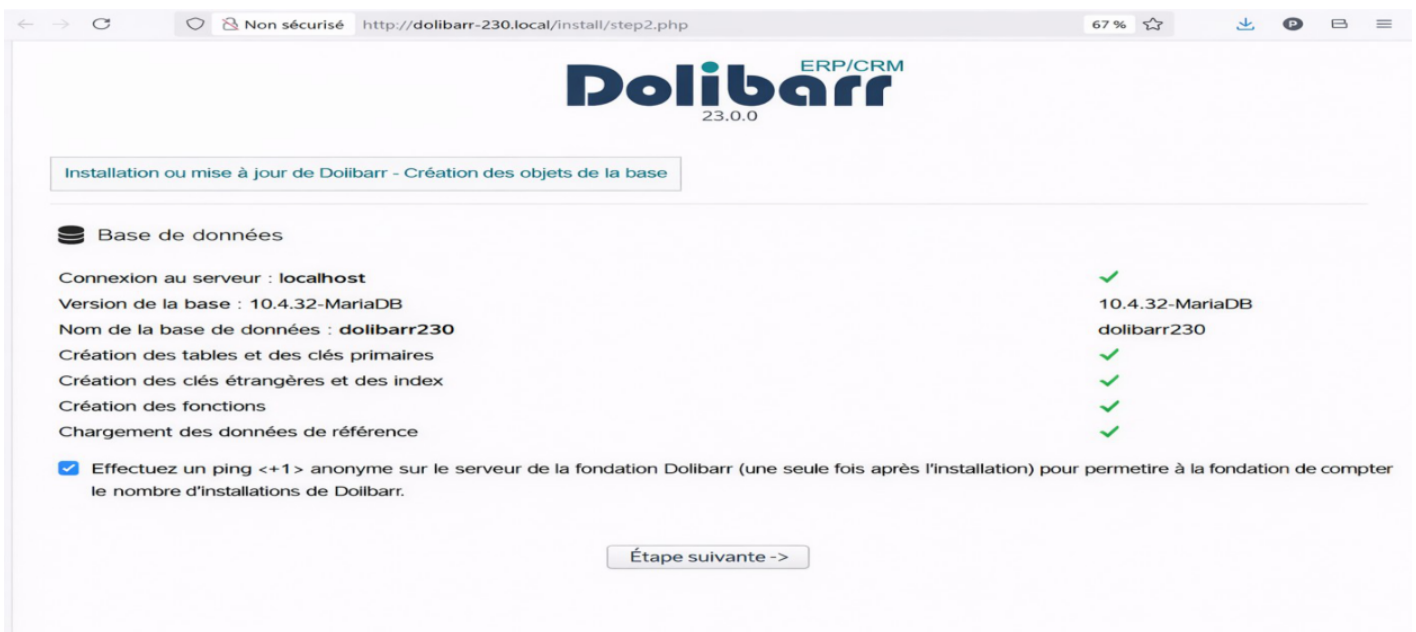 Non sécurisé http://dolibarr-230.local/install/step2.php 67 %
P
Dolibarr ERP/CRM
23.0.0
Installation ou mise à jour de Doiibarr - Création des objets de la base
Base de données
Connexion au serveur : localhost
Version de la base : 10.4.32-MariaDB 10.4.32-MariaDB
Nom de la base de données : dolibarr230 dolibarr230
Création des tables et des clés primaires
Création des clés étrangères et des index
Création des fonctions
Chargement des données de référence
Effectuez un ping <+1> anonyme sur le serveur de la fondation Dolibarr (une seule fois après l'installation) pour permetire à la fondation de compter
le nombre d'installations de Doilbarr.
Étape suivante ->